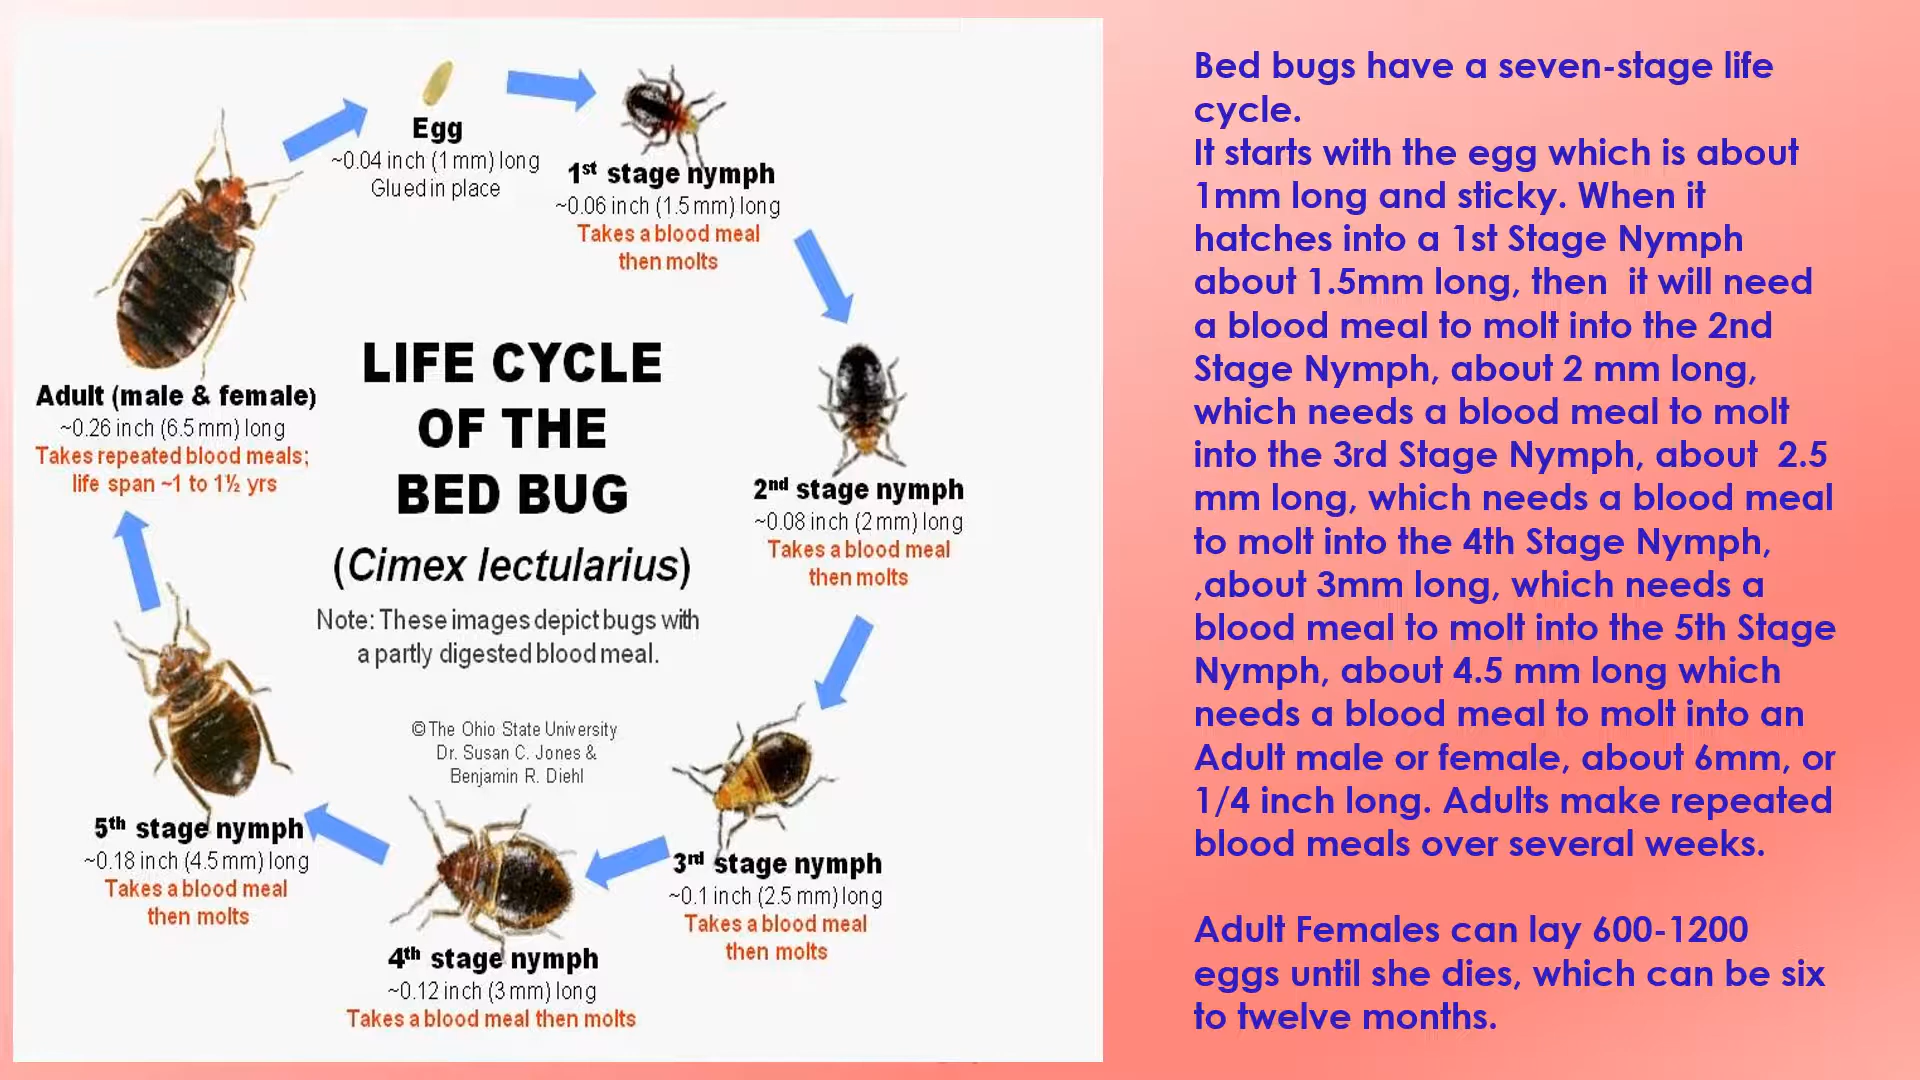 Egg
~0.04 inch (1 mm) long
Glued in place
1st stage nymph
~0.06 inch (1.5 mm) long
Takes a blood meal
then molts
2nd stage nymph
~0.08 inch (2 mm) long
Takes a blood meal
then molts
3rd stage nymph
~0.1 inch (2.5 mm) long
Takes a blood meal
then molts
4th stage nymph
~0.12 inch (3 mm) long
Takes a blood meal then molts
5th stage nymph
~0.18 inch (4.5 mm) long
Takes a blood meal
then molts
Adult (male & female)
~0.26 inch (6.5 mm) long
Takes repeated blood meals;
life span ~1 to 1½ yrs
LIFE CYCLE
OF THE
BED BUG
(Cimex lectularius)
Note: These images depict bugs with
a partly digested blood meal.
© The Ohio State University
Dr. Susan C. Jones &
Benjamin R. Diehl
Bed bugs have a seven-stage life
cycle.
It starts with the egg which is about
1mm long and sticky. When it
hatches into a 1st Stage Nymph
about 1.5mm long, then  it will need
a blood meal to molt into the 2nd
Stage Nymph, about 2 mm long,
which needs a blood meal to molt
into the 3rd Stage Nymph, about  2.5
mm long, which needs a blood meal
to molt into the 4th Stage Nymph,
,about 3mm long, which needs a
blood meal to molt into the 5th Stage
Nymph, about 4.5 mm long which
needs a blood meal to molt into an
Adult male or female, about 6mm, or
1/4 inch long. Adults make repeated
blood meals over several weeks.
Adult Females can lay 600-1200
eggs until she dies, which can be six
to twelve months.